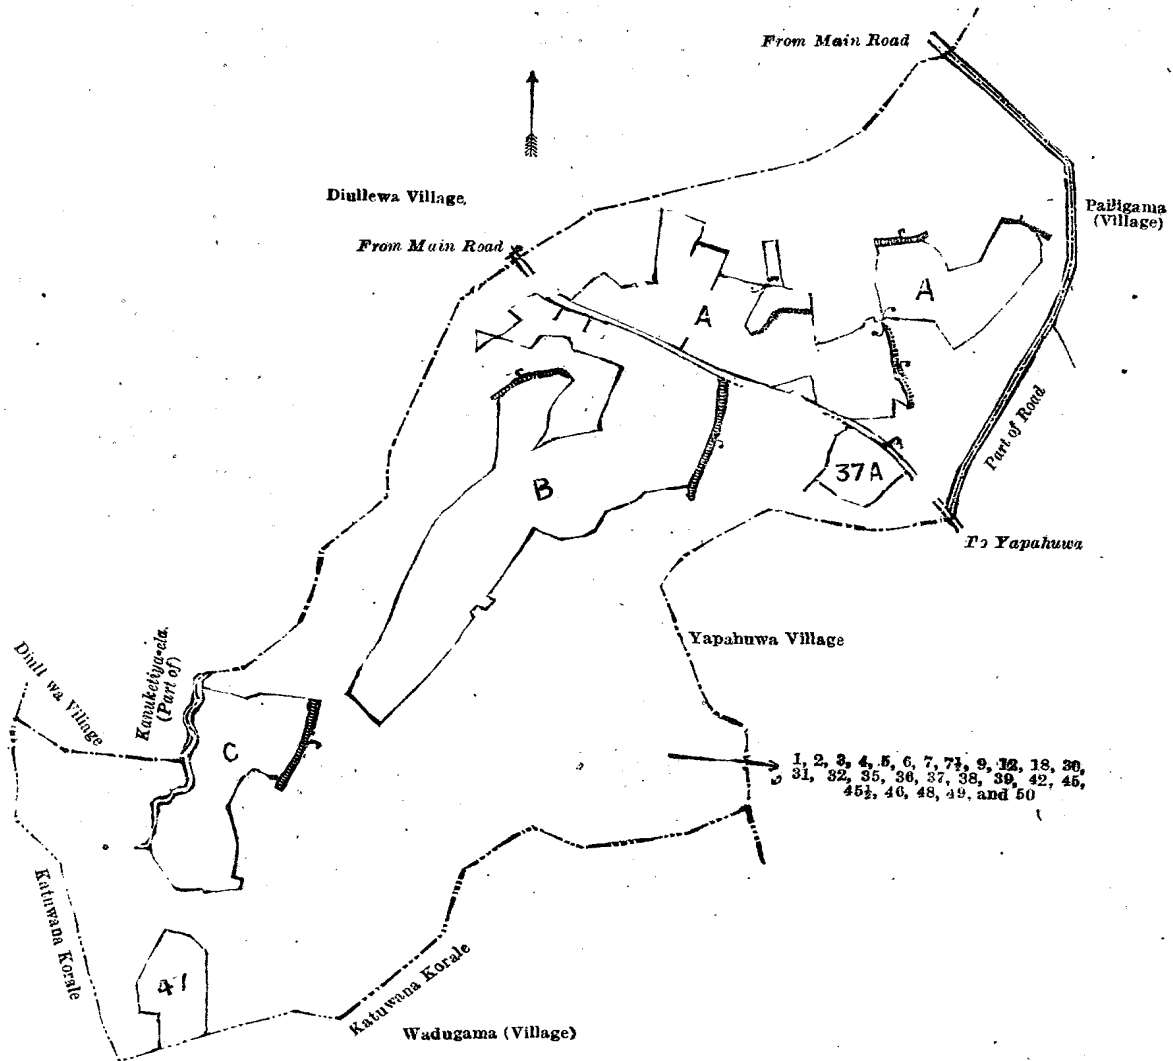 From Main Road
Diullewa Village.
Pailigama
(Village)
From Main Road
A
A
Part of Road
37A
B
To Yapahuwa
Yapahuwa Village
Kanuketiya-ela.
(Part of)
Diull wa Village
C
1, 2, 3, 4, 5, 6, 7, 7½, 9, 12, 18, 30,
31, 32, 35, 36, 37, 38, 39, 42, 45,
45½, 46, 48, 49, and 50
Katuwana Korale
41
Katuwana Korale
Wadugama (Village)